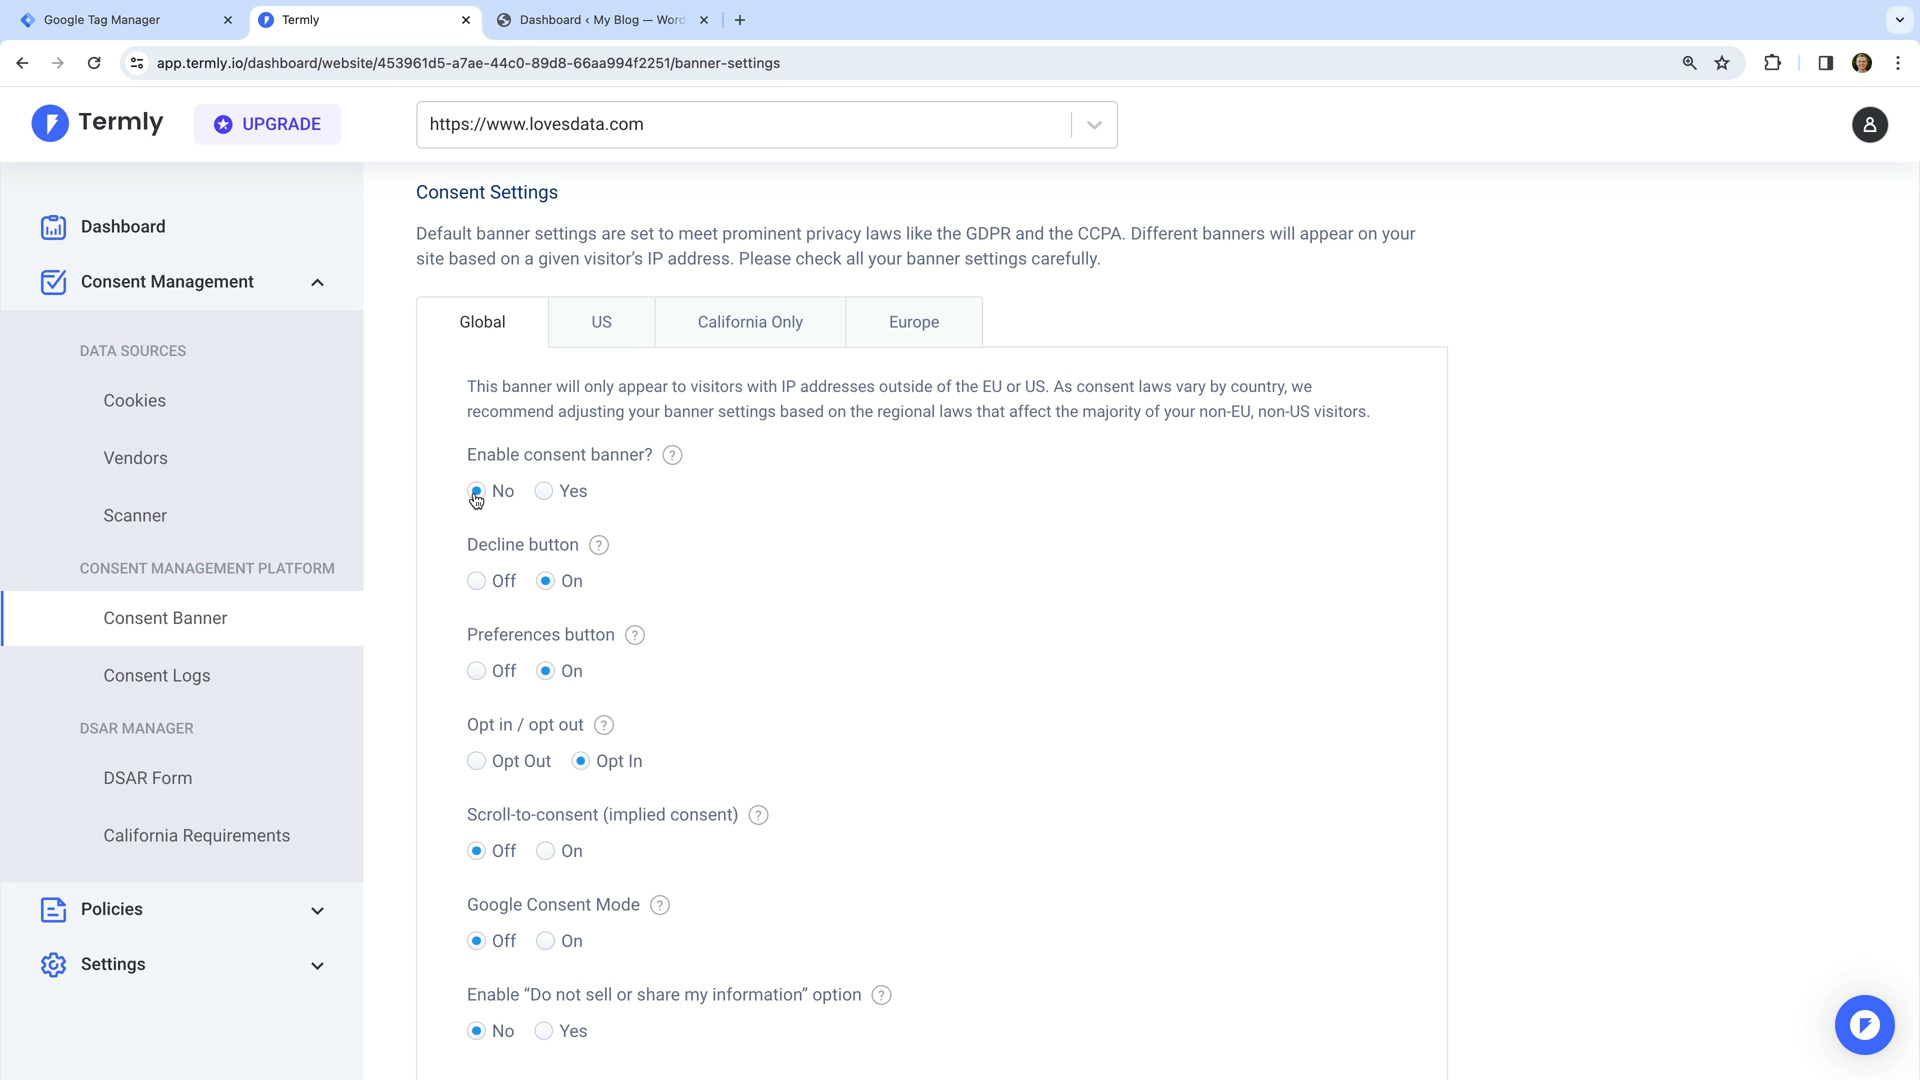 Google Tag Manager
Termly
Dashboard ‹ My Blog — Word
app.termly.io/dashboard/website/453961d5-a7ae-44c0-89d8-66aa994f2251/banner-settings
Termly
UPGRADE
https://www.lovesdata.com
Dashboard
Consent Management
DATA SOURCES
Cookies
Vendors
Scanner
CONSENT MANAGEMENT PLATFORM
Consent Banner
Consent Logs
DSAR MANAGER
DSAR Form
California Requirements
Policies
Settings
Consent Settings
Default banner settings are set to meet prominent privacy laws like the GDPR and the CCPA. Different banners will appear on your
site based on a given visitor’s IP address. Please check all your banner settings carefully.
Global
US
California Only
Europe
This banner will only appear to visitors with IP addresses outside of the EU or US. As consent laws vary by country, we
recommend adjusting your banner settings based on the regional laws that affect the majority of your non-EU, non-US visitors.
Enable consent banner? ?
No Yes
Decline button ?
Off On
Preferences button ?
Off On
Opt in / opt out ?
Opt Out Opt In
Scroll-to-consent (implied consent) ?
Off On
Google Consent Mode ?
Off On
Enable “Do not sell or share my information” option ?
No Yes